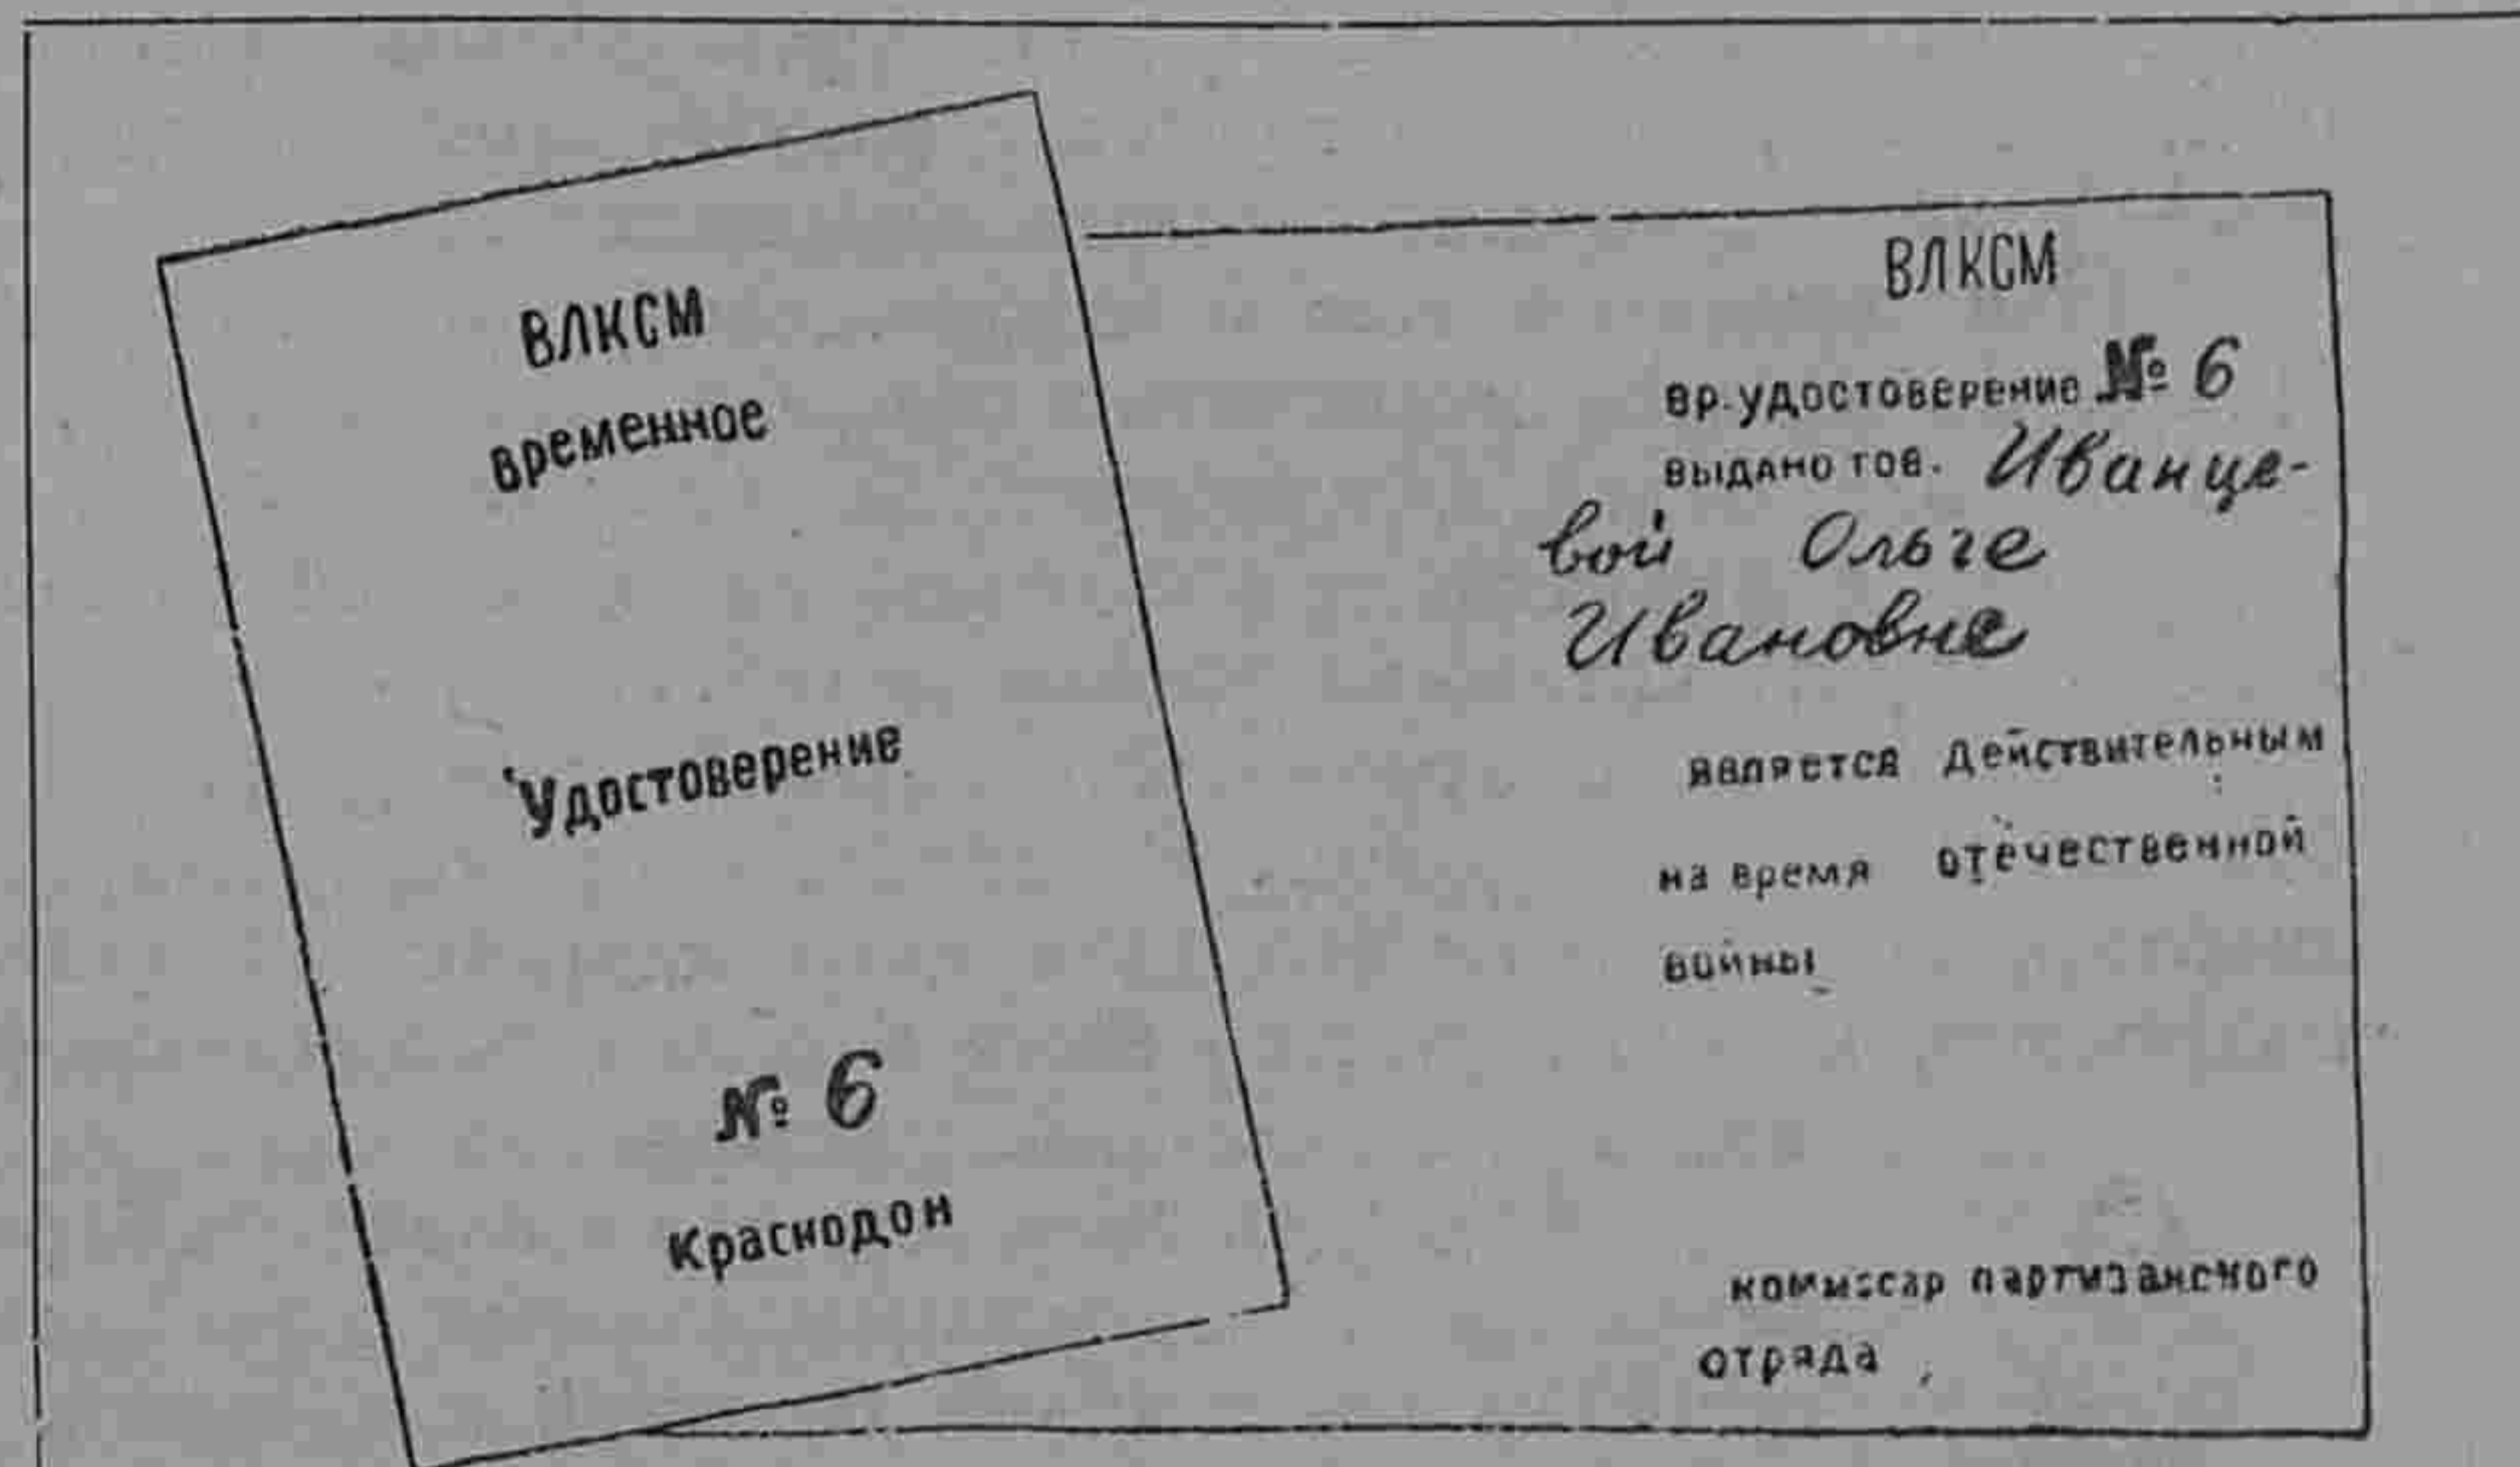 ВЛКСМ
временное
Удостоверение
№ 6
Краснодон
ВЛКСМ
вр. удостоверение № 6
выдано тов. Иванце-
вой Ольге
Ивановне
является действительным
на время отечественной
войны
комиссар партизанского
отряда